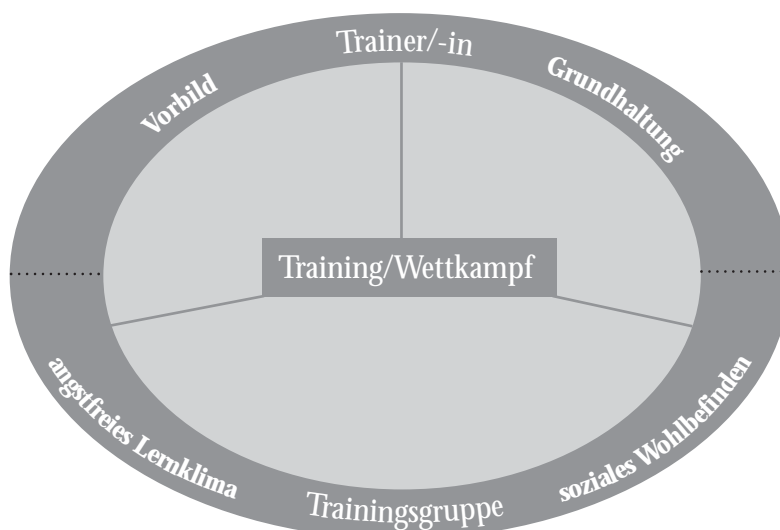 Trainer/-in
Vorbild
Grundhaltung
Training/Wettkampf
angstfreies Lernklima
soziales Wohlbefinden
Trainingsgruppe